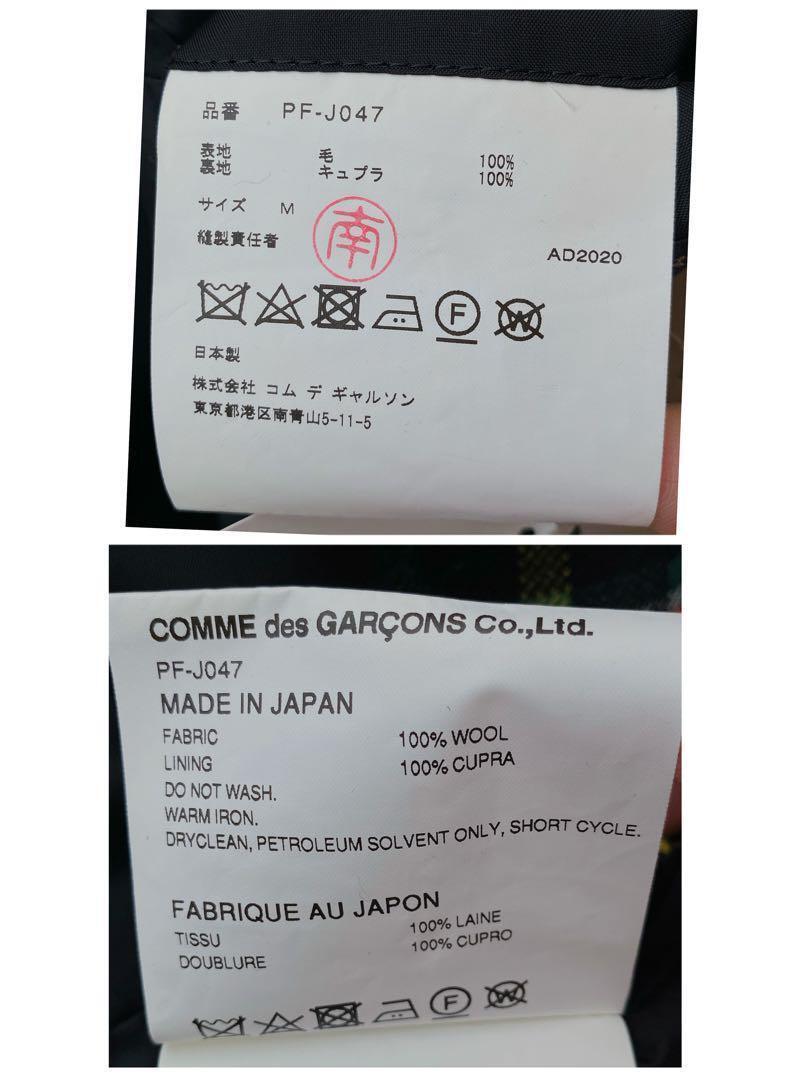 品番 PF-J047
表地 毛 100%
裏地 キュプラ 100%
サイズ M
南
縫製責任者
AD2020
F W
日本製
株式会社 コム デ ギャルソン
東京都港区南青山5-11-5
COMME des GARÇONS Co.,Ltd.
PF-J047
MADE IN JAPAN
FABRIC 100% WOOL
LINING 100% CUPRA
DO NOT WASH.
WARM IRON.
DRYCLEAN, PETROLEUM SOLVENT ONLY, SHORT CYCLE.
FABRIQUE AU JAPON
TISSU 100% LAINE
DOUBLURE 100% CUPRO
F W